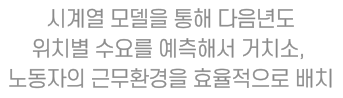 시계열 모델을 통해 다음년도
위치별 수요를 예측해서 거치소,
노동자의 근무환경을 효율적으로 배치